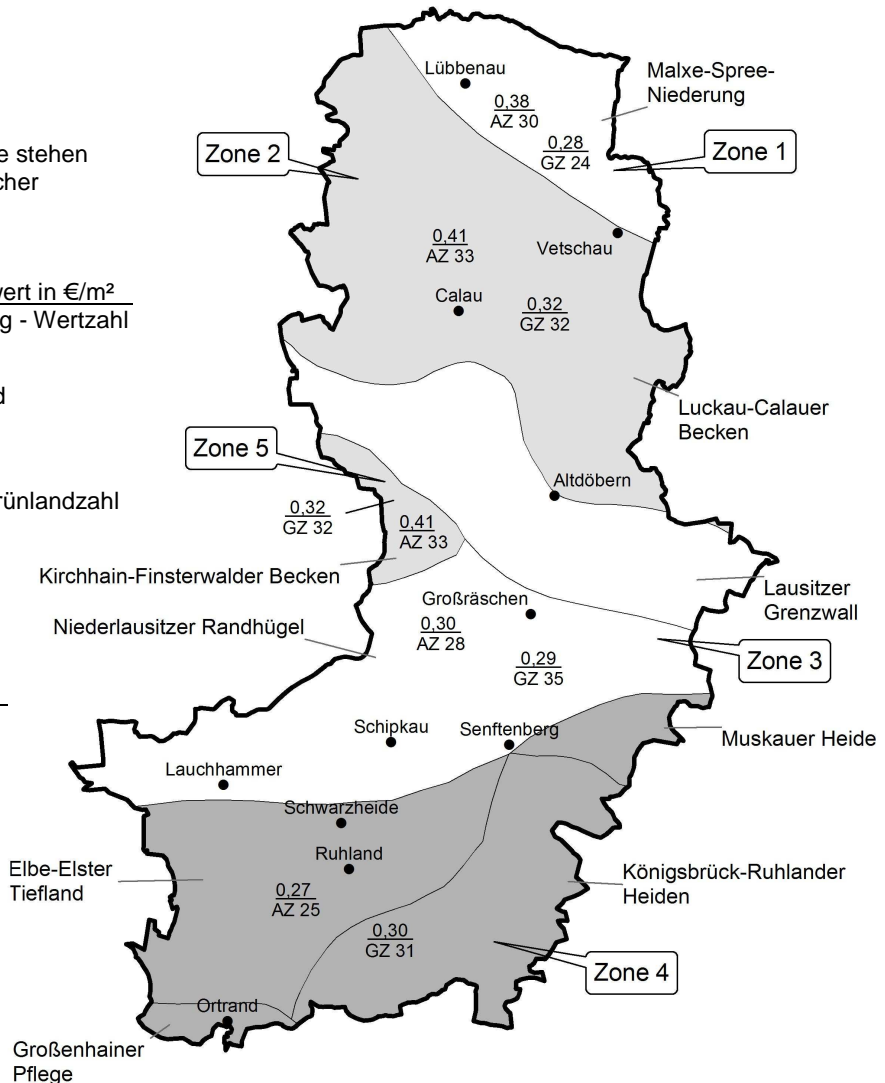 Lübbenau
Malxe-Spree-
Niederung
0,38
AZ 30
e stehen
cher
Zone 2
0,28
GZ 24
Zone 1
0,41
AZ 33
Vetschau
wert in €/m²
g - Wertzahl
Calau
0,32
GZ 32
d
Luckau-Calauer
Becken
Zone 5
Altdöbern
rünlandzahl
0,32
GZ 32
0,41
AZ 33
Kirchhain-Finsterwalder Becken
Lausitzer
Grenzwall
Großräschen
Niederlausitzer Randhügel
0,30
AZ 28
0,29
GZ 35
Zone 3
Schipkau
Senftenberg
Muskauer Heide
Lauchhammer
Schwarzheide
Ruhland
Elbe-Elster
Tiefland
Königsbrück-Ruhlander
Heiden
0,27
AZ 25
0,30
GZ 31
Zone 4
Ortrand
Großenhainer
Pflege